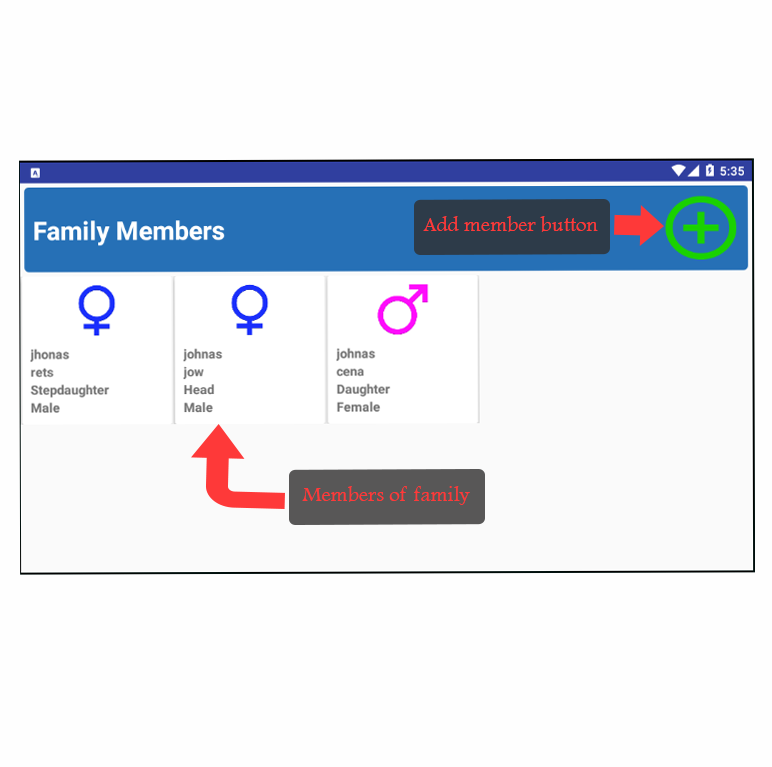 5:35
Family Members
Add member button
jhonas
rets
Stepdaughter
Male
johnas
jow
Head
Male
johnas
cena
Daughter
Female
Members of family